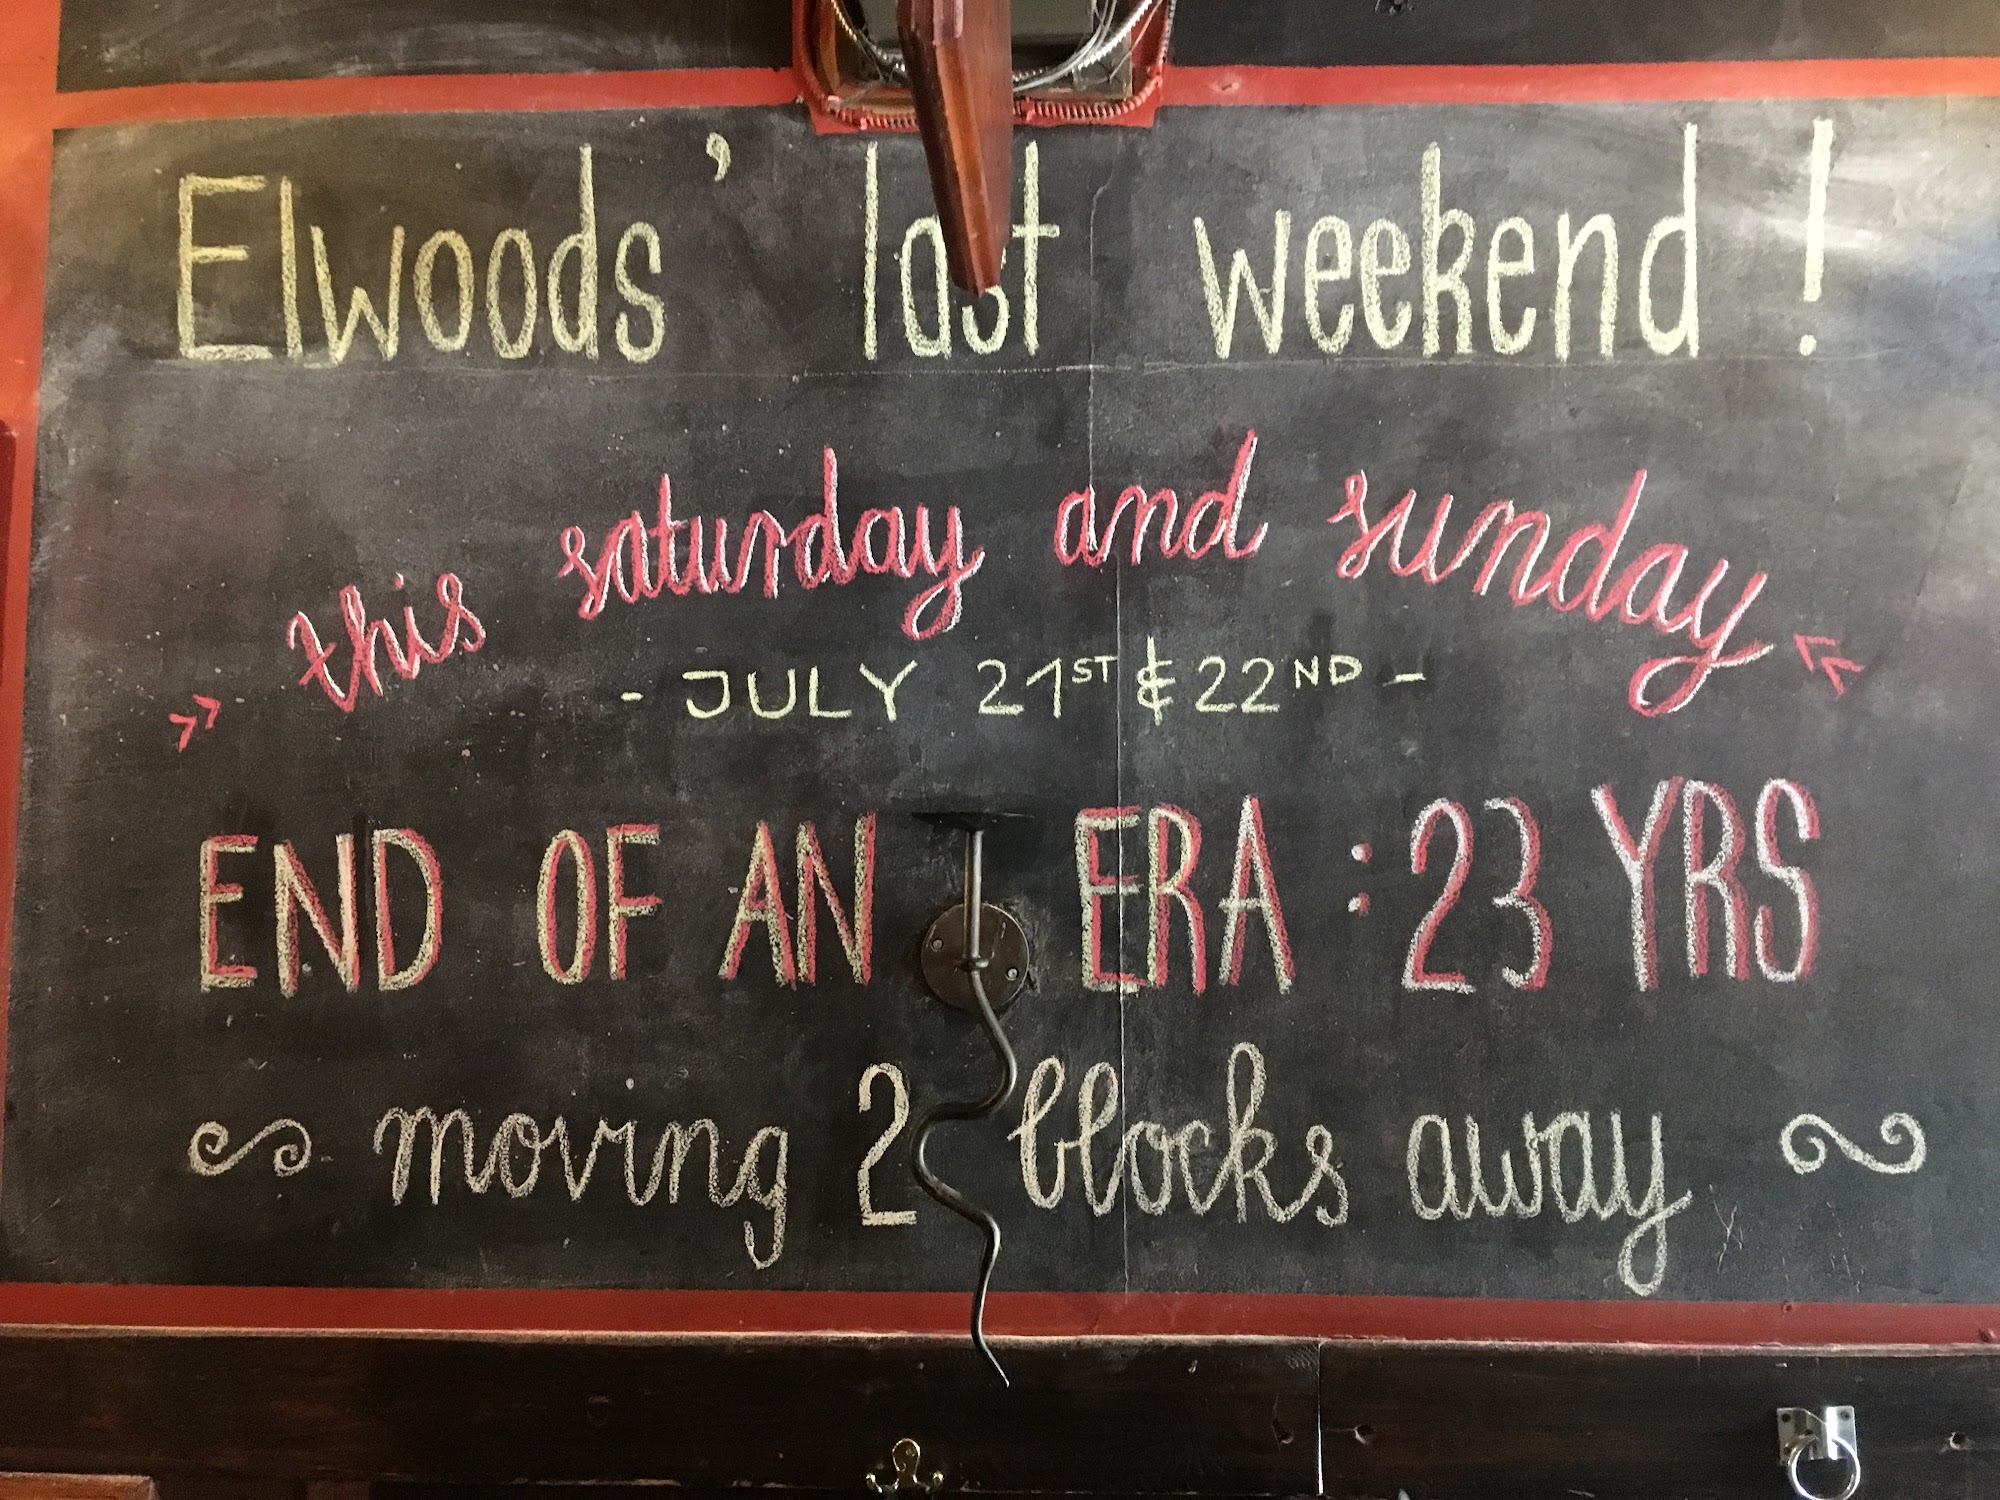 Elwoods' last weekend!
this saturday and sunday
- JULY 21ST & 22ND -
END OF AN ERA : 23 YRS
moving 2 blocks away